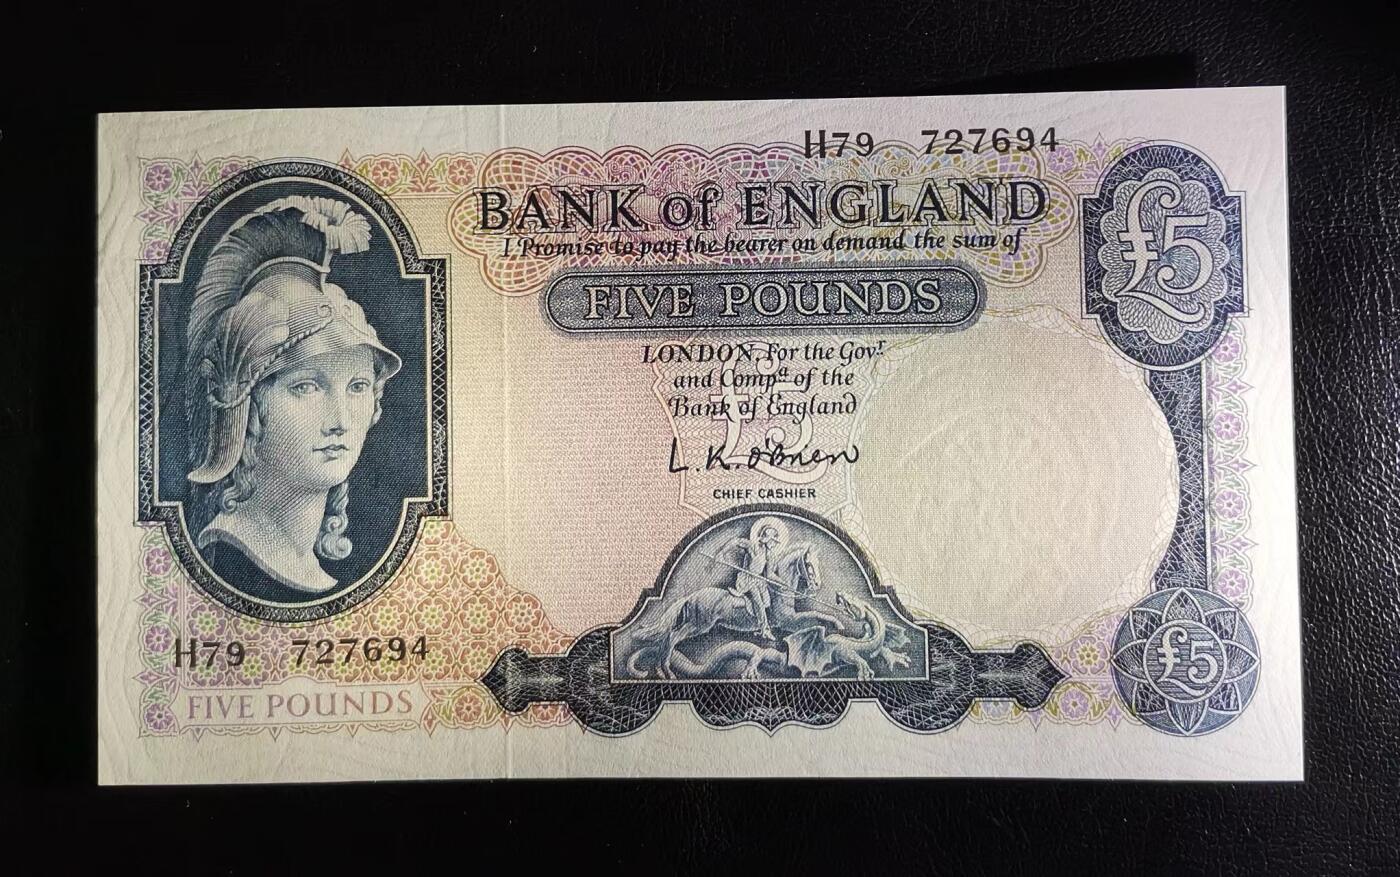 H79 727694
BANK of ENGLAND
I Promise to pay the bearer on demand the sum of
£5
FIVE POUNDS
LONDON, For the Govr.
and Compa. of the
Bank of England
£5
L.K. O'Brien
CHIEF CASHIER
H79 727694
FIVE POUNDS
£5